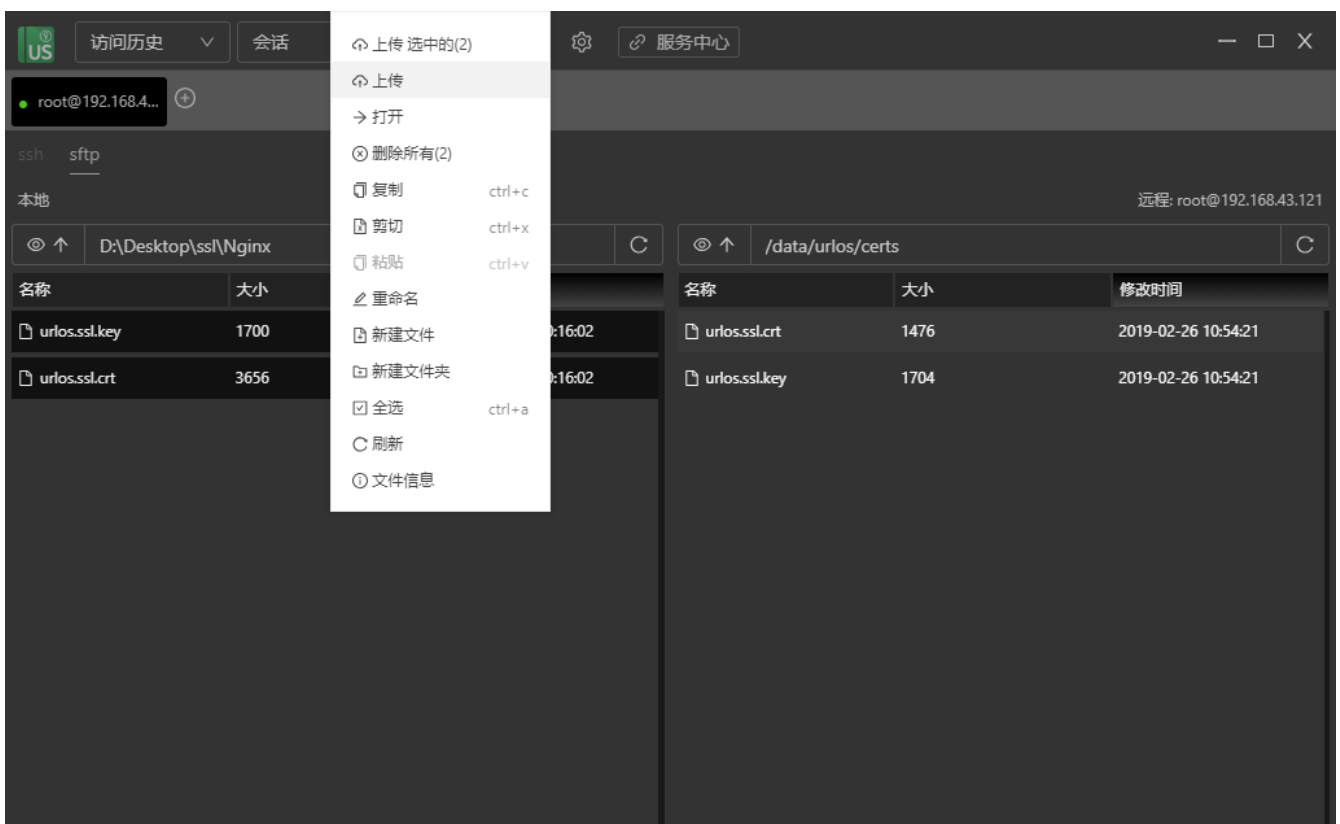 US 访问历史 会话 服务中心
root@192.168.4...
ssh sftp
本地
远程: root@192.168.43.121
D:\Desktop\ssl\Nginx
/data/urlos/certs
名称 大小
名称 大小 修改时间
urlos.ssl.key 1700 :16:02
urlos.ssl.crt 1476 2019-02-26 10:54:21
urlos.ssl.crt 3656 :16:02
urlos.ssl.key 1704 2019-02-26 10:54:21
上传 选中的(2)
上传
打开
删除所有(2)
复制 ctrl+c
剪切 ctrl+x
粘贴 ctrl+v
重命名
新建文件
新建文件夹
全选 ctrl+a
刷新
文件信息